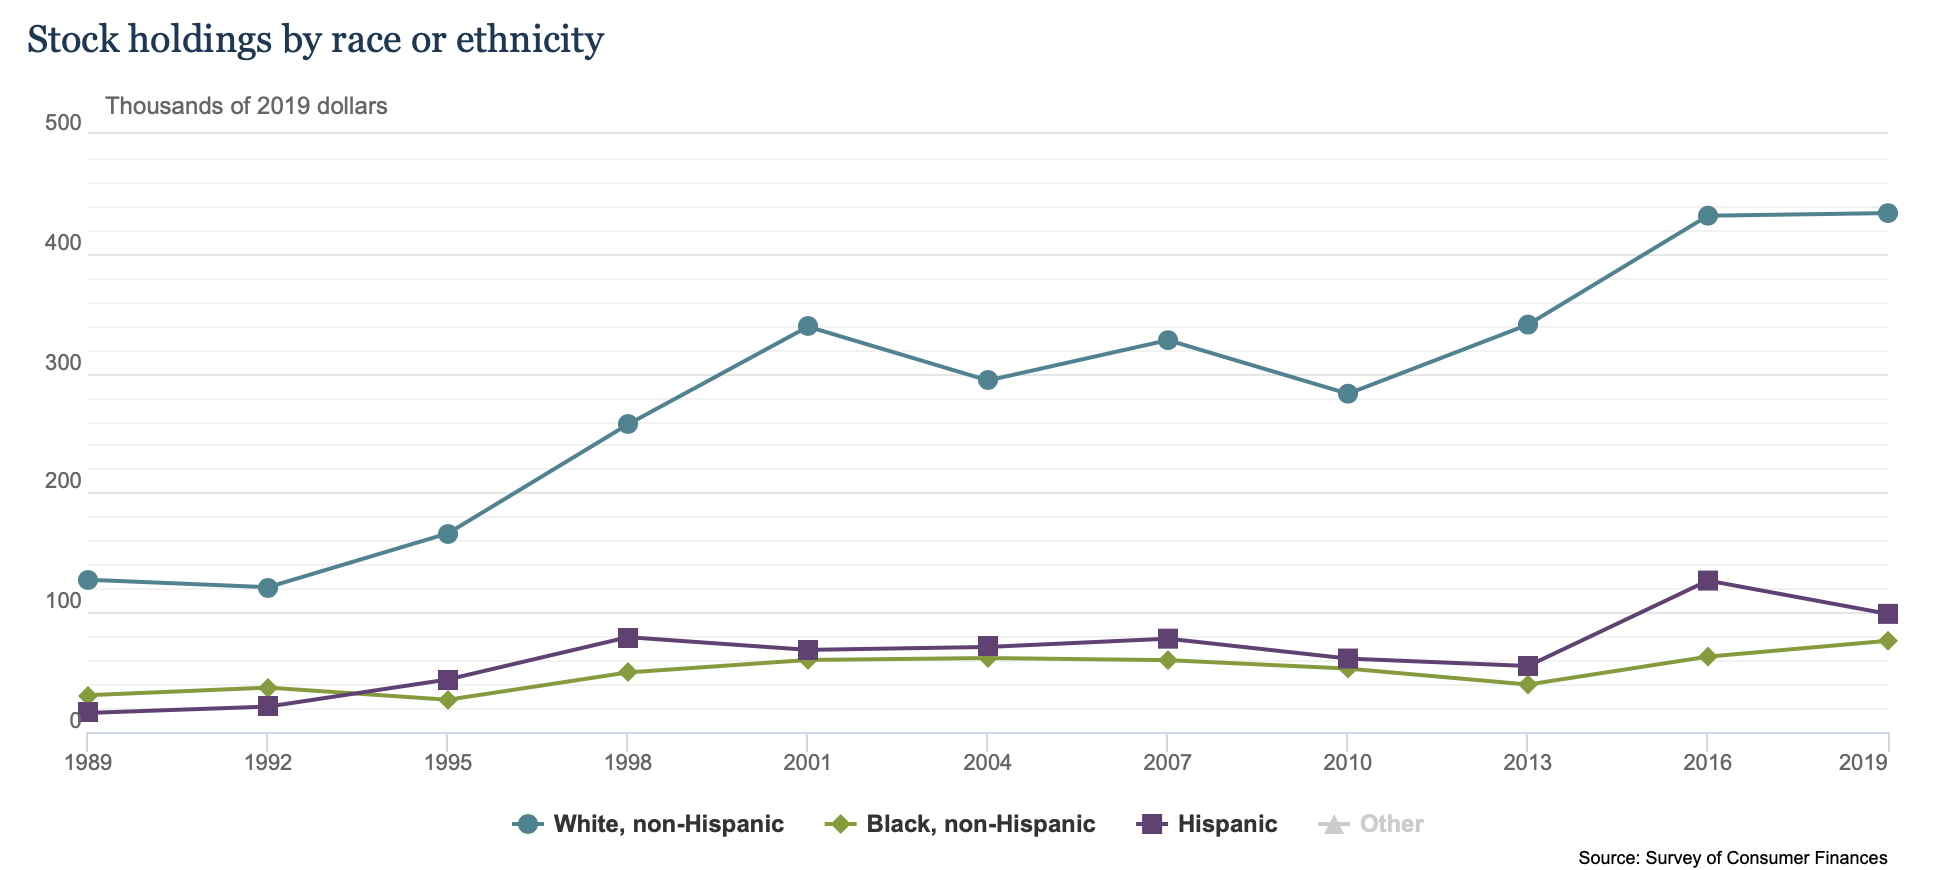 Stock holdings by race or ethnicity
Thousands of 2019 dollars
500
400
300
200
100
0
1989 1992 1995 1998 2001 2004 2007 2010 2013 2016 2019
White, non-Hispanic Black, non-Hispanic Hispanic Other
Source: Survey of Consumer Finances